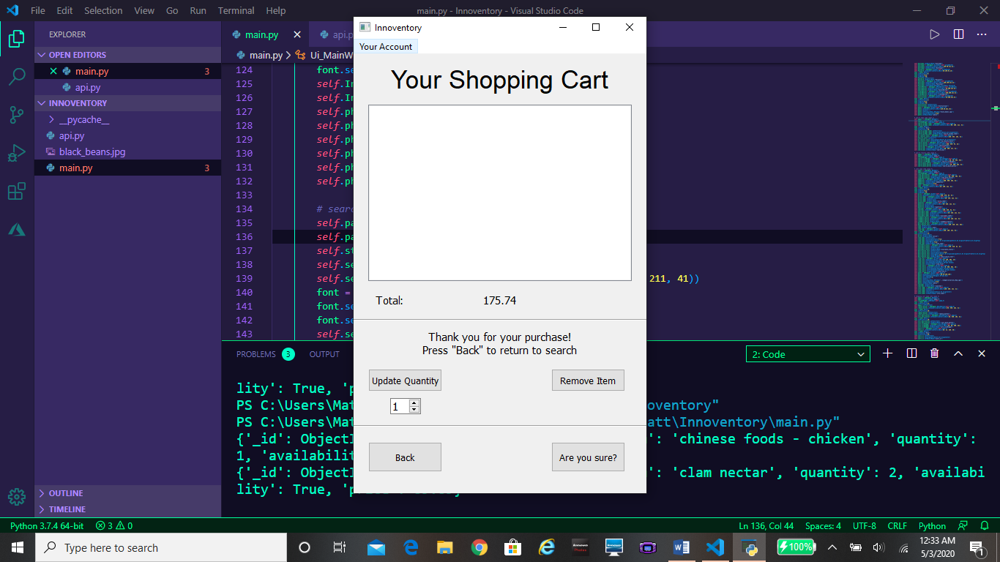 File Edit Selection View Go Run Terminal Help
main.py - Innoventory - Visual Studio Code
EXPLORER
OPEN EDITORS
main.py 3
api.py
INNOVENTORY
__pycache__
api.py
black_beans.jpg
main.py 3
OUTLINE
TIMELINE
main.py
main.py > Ui_MainW
124 font.se
125 self.In
126 self.In
127 self.ph
128 self.ph
129 self.ph
130 self.ph
131 self.ph
132 self.ph
133
134 # sear
135 self.pa
136 self.pa
137 self.st
138 self.se
139 self.se 211, 41))
140 font =
141 font.se
142 font.se
143 self.se
Innoventory
Your Account
Your Shopping Cart
Total: 175.74
Thank you for your purchase!
Press "Back" to return to search
Update Quantity
Remove Item
1
Back
Are you sure?
PROBLEMS 3 OUTPUT
2: Code
lity': True, 'p
PS C:\Users\Mat oventory"
PS C:\Users\Mat att\Innoventory\main.py"
{'_id': ObjectI ': 'chinese foods - chicken', 'quantity':
1, 'availabilit
{'_id': ObjectI ': 'clam nectar', 'quantity': 2, 'availabi
lity': True,
Python 3.7.4 64-bit 3 0
Ln 136, Col 44 Spaces: 4 UTF-8 CRLF Python
Type here to search
100%
12:33 AM
5/3/2020
1